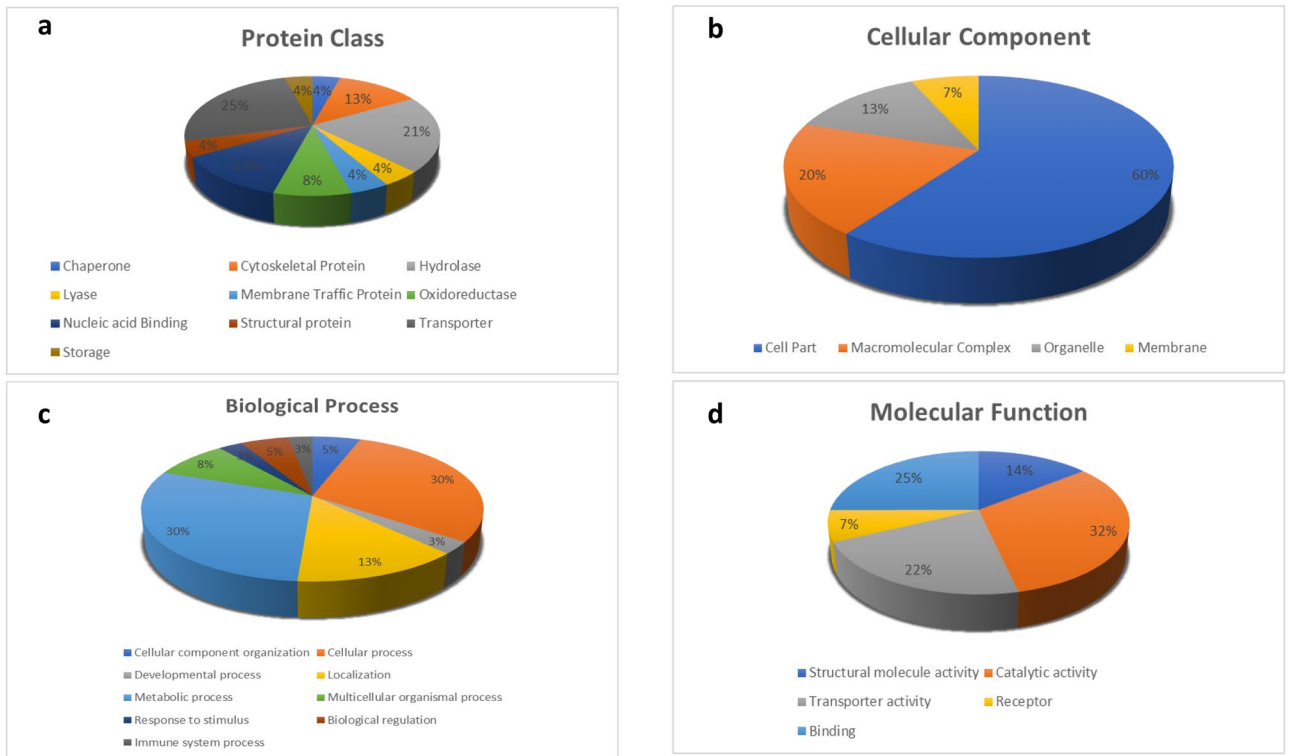 a
Protein Class
4% 4% 13%
25%
21%
4%
4%
4%
8%
Chaperone Cytoskeletal Protein Hydrolase
Lyase Membrane Traffic Protein Oxidoreductase
Nucleic acid Binding Structural protein Transporter
Storage
b
Cellular Component
7%
13%
20%
60%
Cell Part Macromolecular Complex Organelle Membrane
c
Biological Process
5% 3% 5%
8%
30%
30%
3%
13%
Cellular component organization Cellular process
Developmental process Localization
Metabolic process Multicellular organismal process
Response to stimulus Biological regulation
Immune system process
d
Molecular Function
14%
25%
7%
32%
22%
Structural molecule activity Catalytic activity
Transporter activity Receptor
Binding